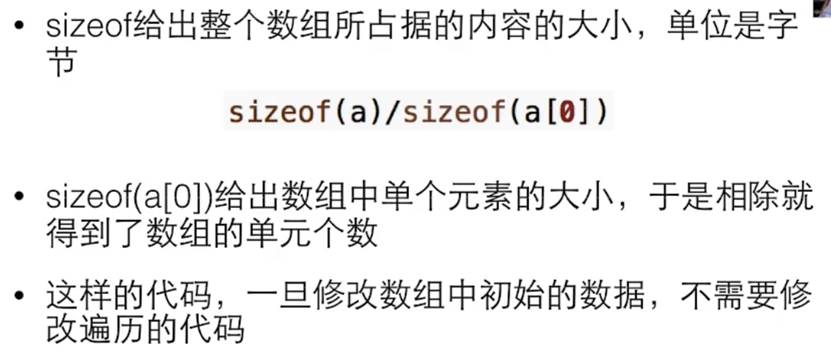 • sizeof给出整个数组所占据的内容的大小，单位是字
节
sizeof(a)/sizeof(a[0])
• sizeof(a[0])给出数组中单个元素的大小，于是相除就
得到了数组的单元个数
• 这样的代码，一旦修改数组中初始的数据，不需要修
改遍历的代码